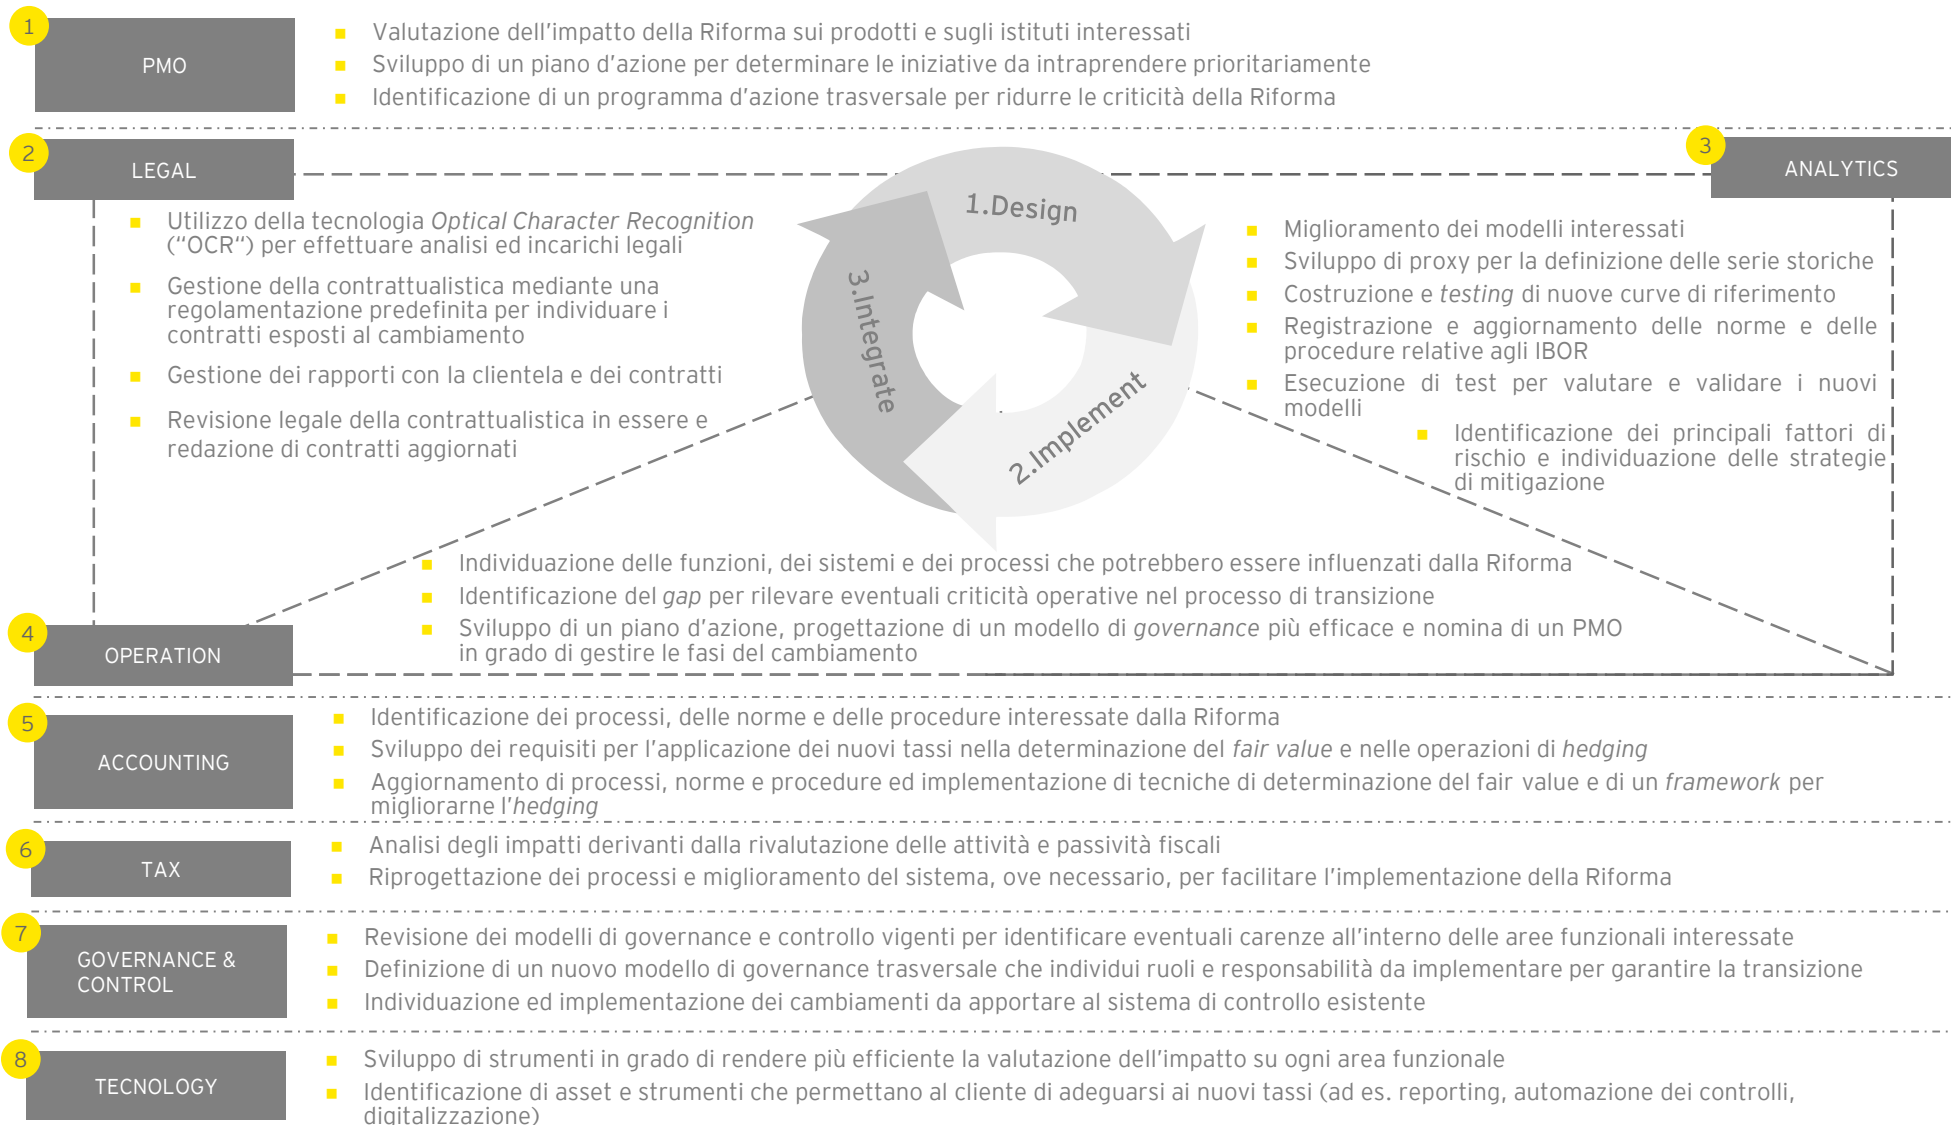 1
PMO
Valutazione dell'impatto della Riforma sui prodotti e sugli istituti interessati
Sviluppo di un piano d'azione per determinare le iniziative da intraprendere prioritariamente
Identificazione di un programma d'azione trasversale per ridurre le criticità della Riforma
2
LEGAL
Utilizzo della tecnologia Optical Character Recognition
("OCR") per effettuare analisi ed incarichi legali
Gestione della contrattualistica mediante una
regolamentazione predefinita per individuare i
contratti esposti al cambiamento
Gestione dei rapporti con la clientela e dei contratti
Revisione legale della contrattualistica in essere e
redazione di contratti aggiornati
1.Design
2.Implement
3.Integrate
3
ANALYTICS
Miglioramento dei modelli interessati
Sviluppo di proxy per la definizione delle serie storiche
Costruzione e testing di nuove curve di riferimento
Registrazione e aggiornamento delle norme e delle
procedure relative agli IBOR
Esecuzione di test per valutare e validare i nuovi
modelli
Identificazione dei principali fattori di
rischio e individuazione delle strategie
di mitigazione
4
OPERATION
Individuazione delle funzioni, dei sistemi e dei processi che potrebbero essere influenzati dalla Riforma
Identificazione del gap per rilevare eventuali criticità operative nel processo di transizione
Sviluppo di un piano d'azione, progettazione di un modello di governance più efficace e nomina di un PMO
in grado di gestire le fasi del cambiamento
5
ACCOUNTING
Identificazione dei processi, delle norme e delle procedure interessate dalla Riforma
Sviluppo dei requisiti per l'applicazione dei nuovi tassi nella determinazione del fair value e nelle operazioni di hedging
Aggiornamento di processi, norme e procedure ed implementazione di tecniche di determinazione del fair value e di un framework per
migliorarne l'hedging
6
TAX
Analisi degli impatti derivanti dalla rivalutazione delle attività e passività fiscali
Riprogettazione dei processi e miglioramento del sistema, ove necessario, per facilitare l'implementazione della Riforma
7
GOVERNANCE &
CONTROL
Revisione dei modelli di governance e controllo vigenti per identificare eventuali carenze all'interno delle aree funzionali interessate
Definizione di un nuovo modello di governance trasversale che individui ruoli e responsabilità da implementare per garantire la transizione
Individuazione ed implementazione dei cambiamenti da apportare al sistema di controllo esistente
8
TECNOLOGY
Sviluppo di strumenti in grado di rendere più efficiente la valutazione dell'impatto su ogni area funzionale
Identificazione di asset e strumenti che permettano al cliente di adeguarsi ai nuovi tassi (ad es. reporting, automazione dei controlli,
digitalizzazione)